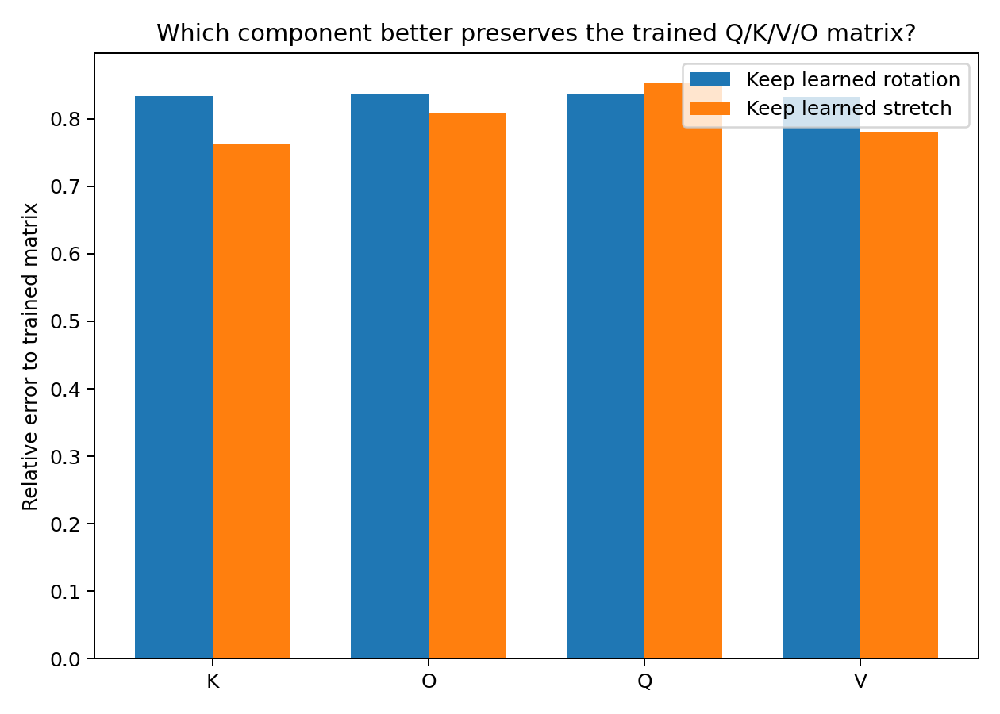 Which component better preserves the trained Q/K/V/O matrix?
Keep learned rotation
Keep learned stretch
Relative error to trained matrix
0.8
0.7
0.6
0.5
0.4
0.3
0.2
0.1
0.0
K O Q V